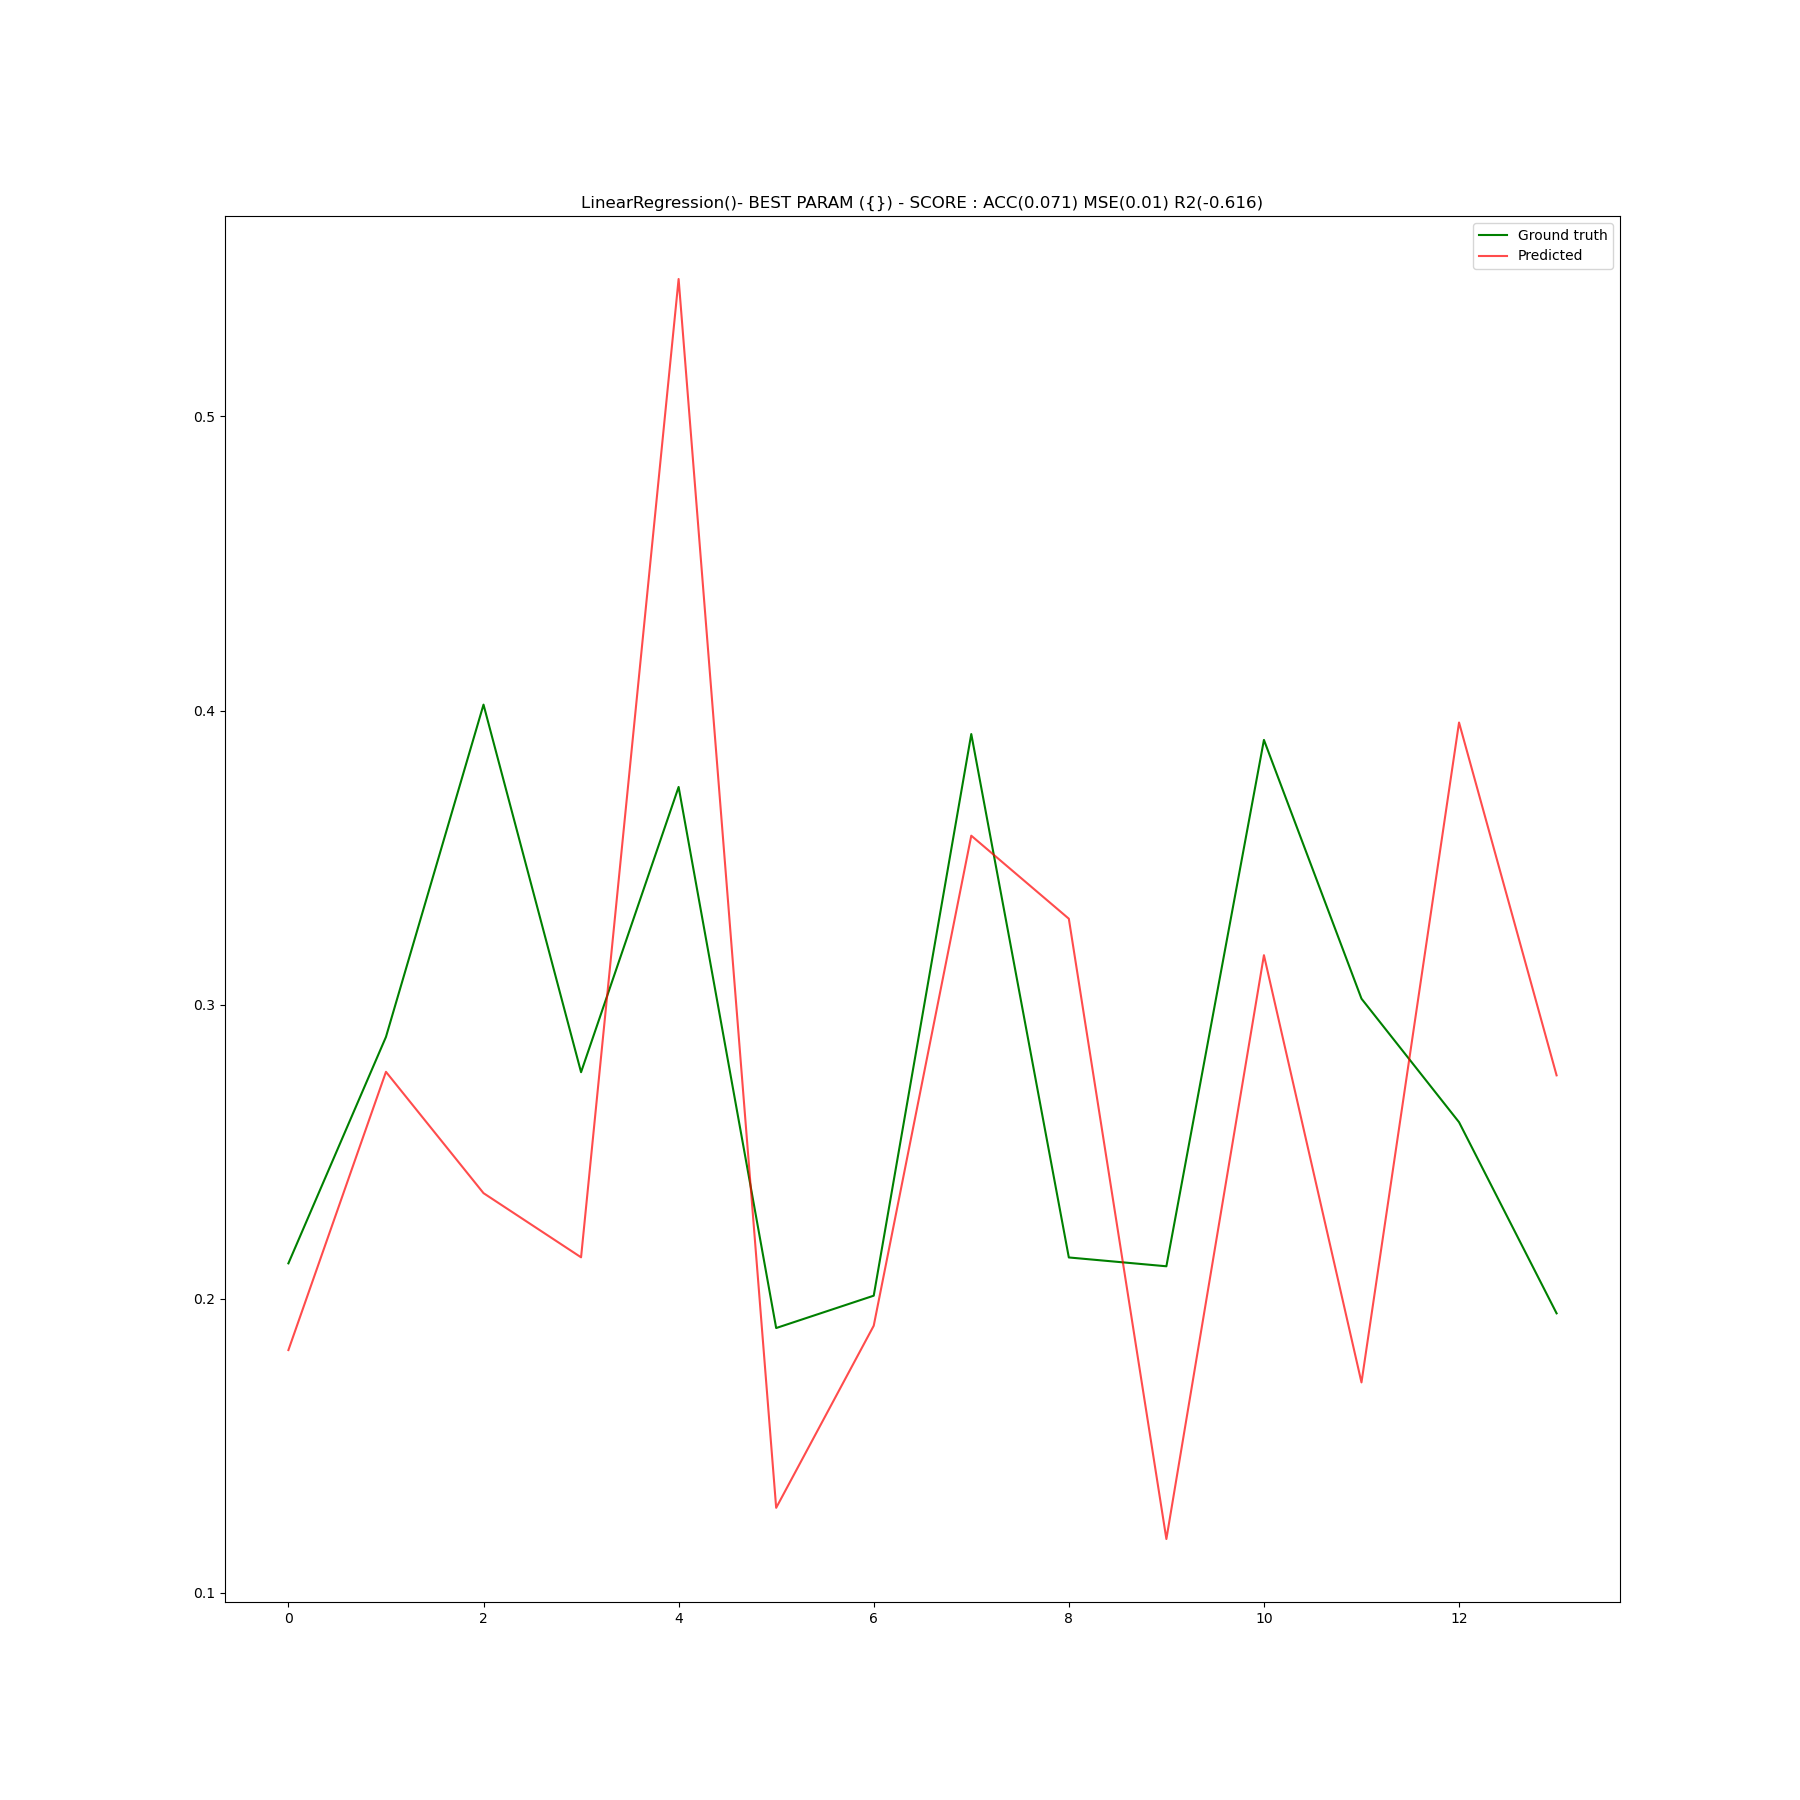 LinearRegression()- BEST PARAM ({}) - SCORE : ACC(0.071) MSE(0.01) R2(-0.616)
Ground truth
Predicted
0.5
0.4
0.3
0.2
0.1
0 2 4 6 8 10 12